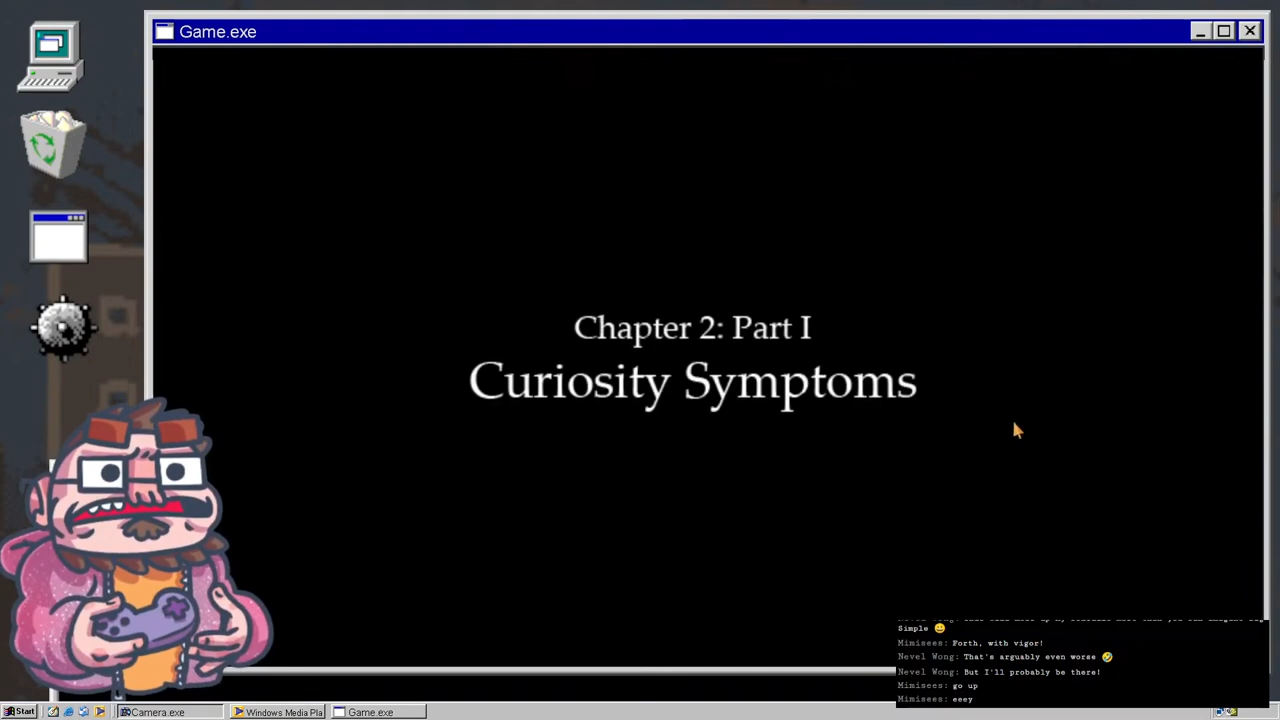 Game.exe
Chapter 2: Part I
Curiosity Symptoms
Simple 😀
Mimisees: Forth, with vigor!
Nevel Wong: That's arguably even worse 🤣
Nevel Wong: But I'll probably be there!
Mimisees: go up
Mimisees: eeey
Start
Camera.exe
Windows Media Pla
Game.exe